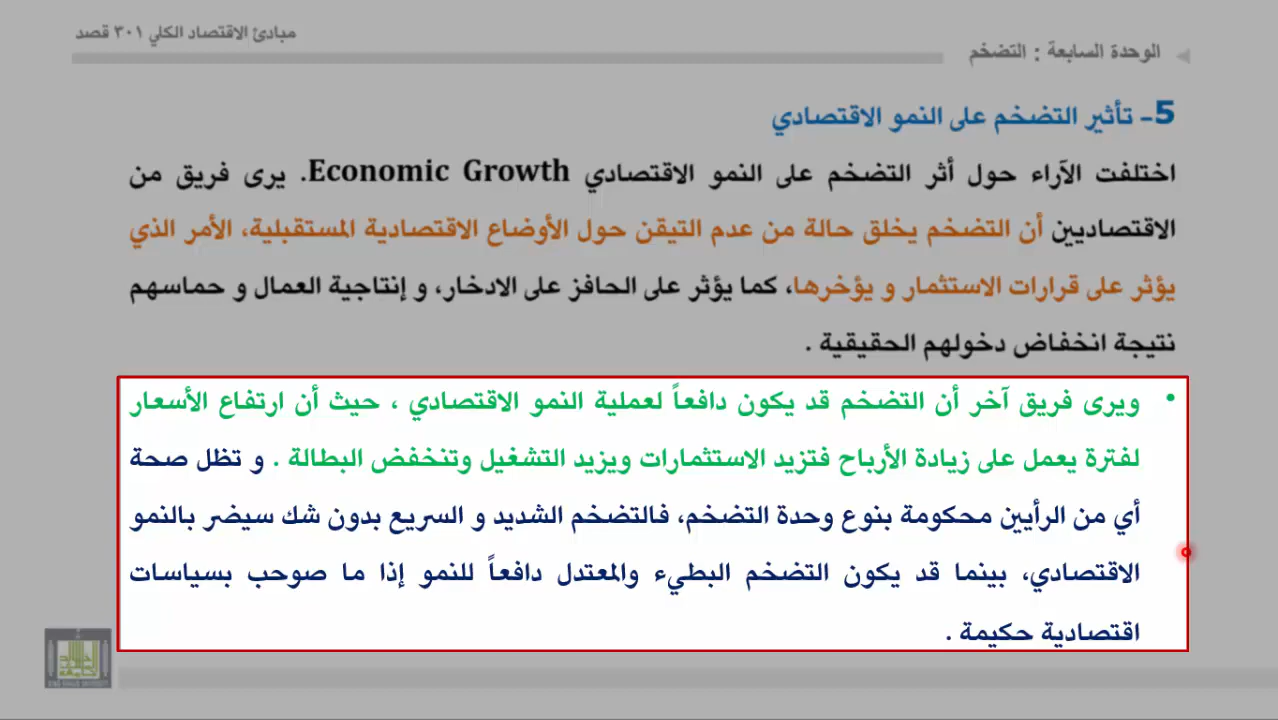 مبادئ الاقتصاد الكلي ٣٠١ قصد
الوحدة السابعة : التضخم
5- تأثير التضخم على النمو الاقتصادي
اختلفت الآراء حول أثر التضخم على النمو الاقتصادي Economic Growth. يرى فريق من
الاقتصاديين أن التضخم يخلق حالة من عدم التيقن حول الأوضاع الاقتصادية المستقبلية، الأمر الذي
يؤثر على قرارات الاستثمار و يؤخرها، كما يؤثر على الحافز على الادخار، و إنتاجية العمال و حماسهم
نتيجة انخفاض دخولهم الحقيقية .
• ويرى فريق آخر أن التضخم قد يكون دافعاً لعملية النمو الاقتصادي ، حيث أن ارتفاع الأسعار
لفترة يعمل على زيادة الأرباح فتزيد الاستثمارات ويزيد التشغيل وتنخفض البطالة . و تظل صحة
أي من الرأيين محكومة بنوع وحدة التضخم، فالتضخم الشديد و السريع بدون شك سيضر بالنمو
الاقتصادي، بينما قد يكون التضخم البطيء والمعتدل دافعاً للنمو إذا ما صوحب بسياسات
اقتصادية حكيمة .